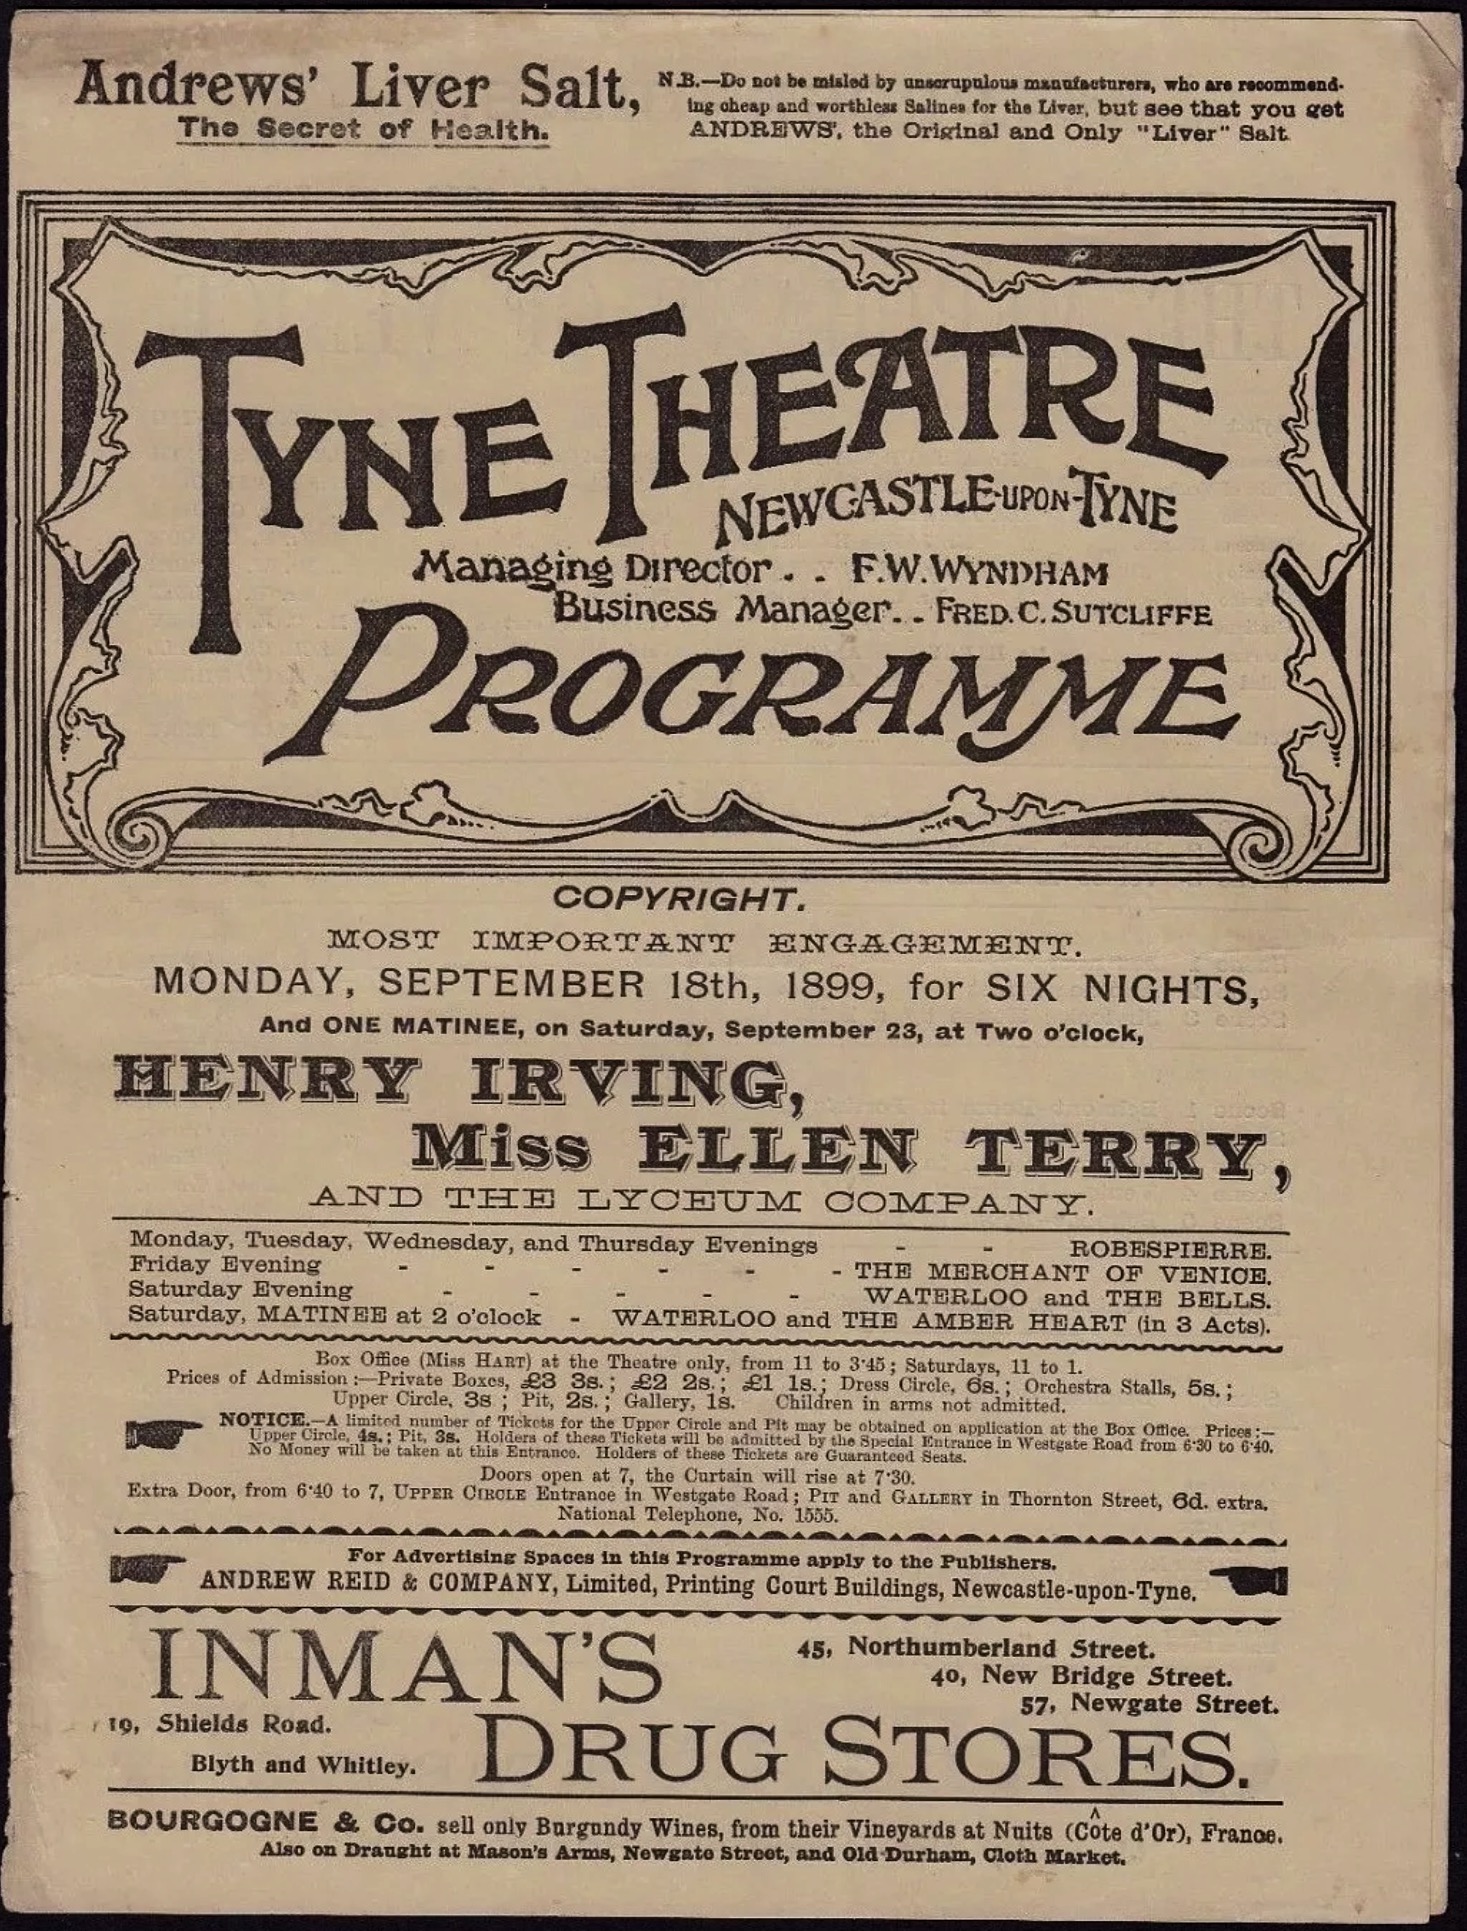 Andrews' Liver Salt,
The Secret of Health.
N.B.—Do not be misled by unscrupulous manufacturers, who are recommend-
ing cheap and worthless Salines for the Liver, but see that you get
ANDREWS', the Original and Only "Liver" Salt.
TYNE THEATRE
NEWCASTLE-UPON-TYNE
Managing Director . . F. W. WYNDHAM
Business Manager. . FRED. C. SUTCLIFFE
PROGRAMME
COPYRIGHT.
MOST IMPORTANT ENGAGEMENT.
MONDAY, SEPTEMBER 18th, 1899, for SIX NIGHTS,
And ONE MATINEE, on Saturday, September 23, at Two o'clock,
HENRY IRVING,
Miss ELLEN TERRY,
AND THE LYCEUM COMPANY.
Monday, Tuesday, Wednesday, and Thursday Evenings - - ROBESPIERRE.
Friday Evening - - - - - - THE MERCHANT OF VENICE.
Saturday Evening - - - - - WATERLOO and THE BELLS.
Saturday, MATINEE at 2 o'clock - WATERLOO and THE AMBER HEART (in 3 Acts).
Box Office (Miss HART) at the Theatre only, from 11 to 3·45; Saturdays, 11 to 1.
Prices of Admission:—Private Boxes, £3 3s.; £2 2s.; £1 1s.; Dress Circle, 6s.; Orchestra Stalls, 5s.;
Upper Circle, 3s ; Pit, 2s.; Gallery, 1s. Children in arms not admitted.
NOTICE.—A limited number of Tickets for the Upper Circle and Pit may be obtained on application at the Box Office. Prices:—
Upper Circle, 4s.; Pit, 3s. Holders of these Tickets will be admitted by the Special Entrance in Westgate Road from 6·30 to 6·40.
No Money will be taken at this Entrance. Holders of these Tickets are Guaranteed Seats.
Doors open at 7, the Curtain will rise at 7·30.
Extra Door, from 6·40 to 7, UPPER CIRCLE Entrance in Westgate Road; PIT and GALLERY in Thornton Street, 6d. extra.
National Telephone, No. 1555.
For Advertising Spaces in this Programme apply to the Publishers.
ANDREW REID & COMPANY, Limited, Printing Court Buildings, Newcastle-upon-Tyne.
INMAN'S
45, Northumberland Street.
40, New Bridge Street.
57, Newgate Street.
19, Shields Road.
Blyth and Whitley.
DRUG STORES.
BOURGOGNE & Co. sell only Burgundy Wines, from their Vineyards at Nuits (Côte d'Or), France.
Also on Draught at Mason's Arms, Newgate Street, and Old Durham, Cloth Market.